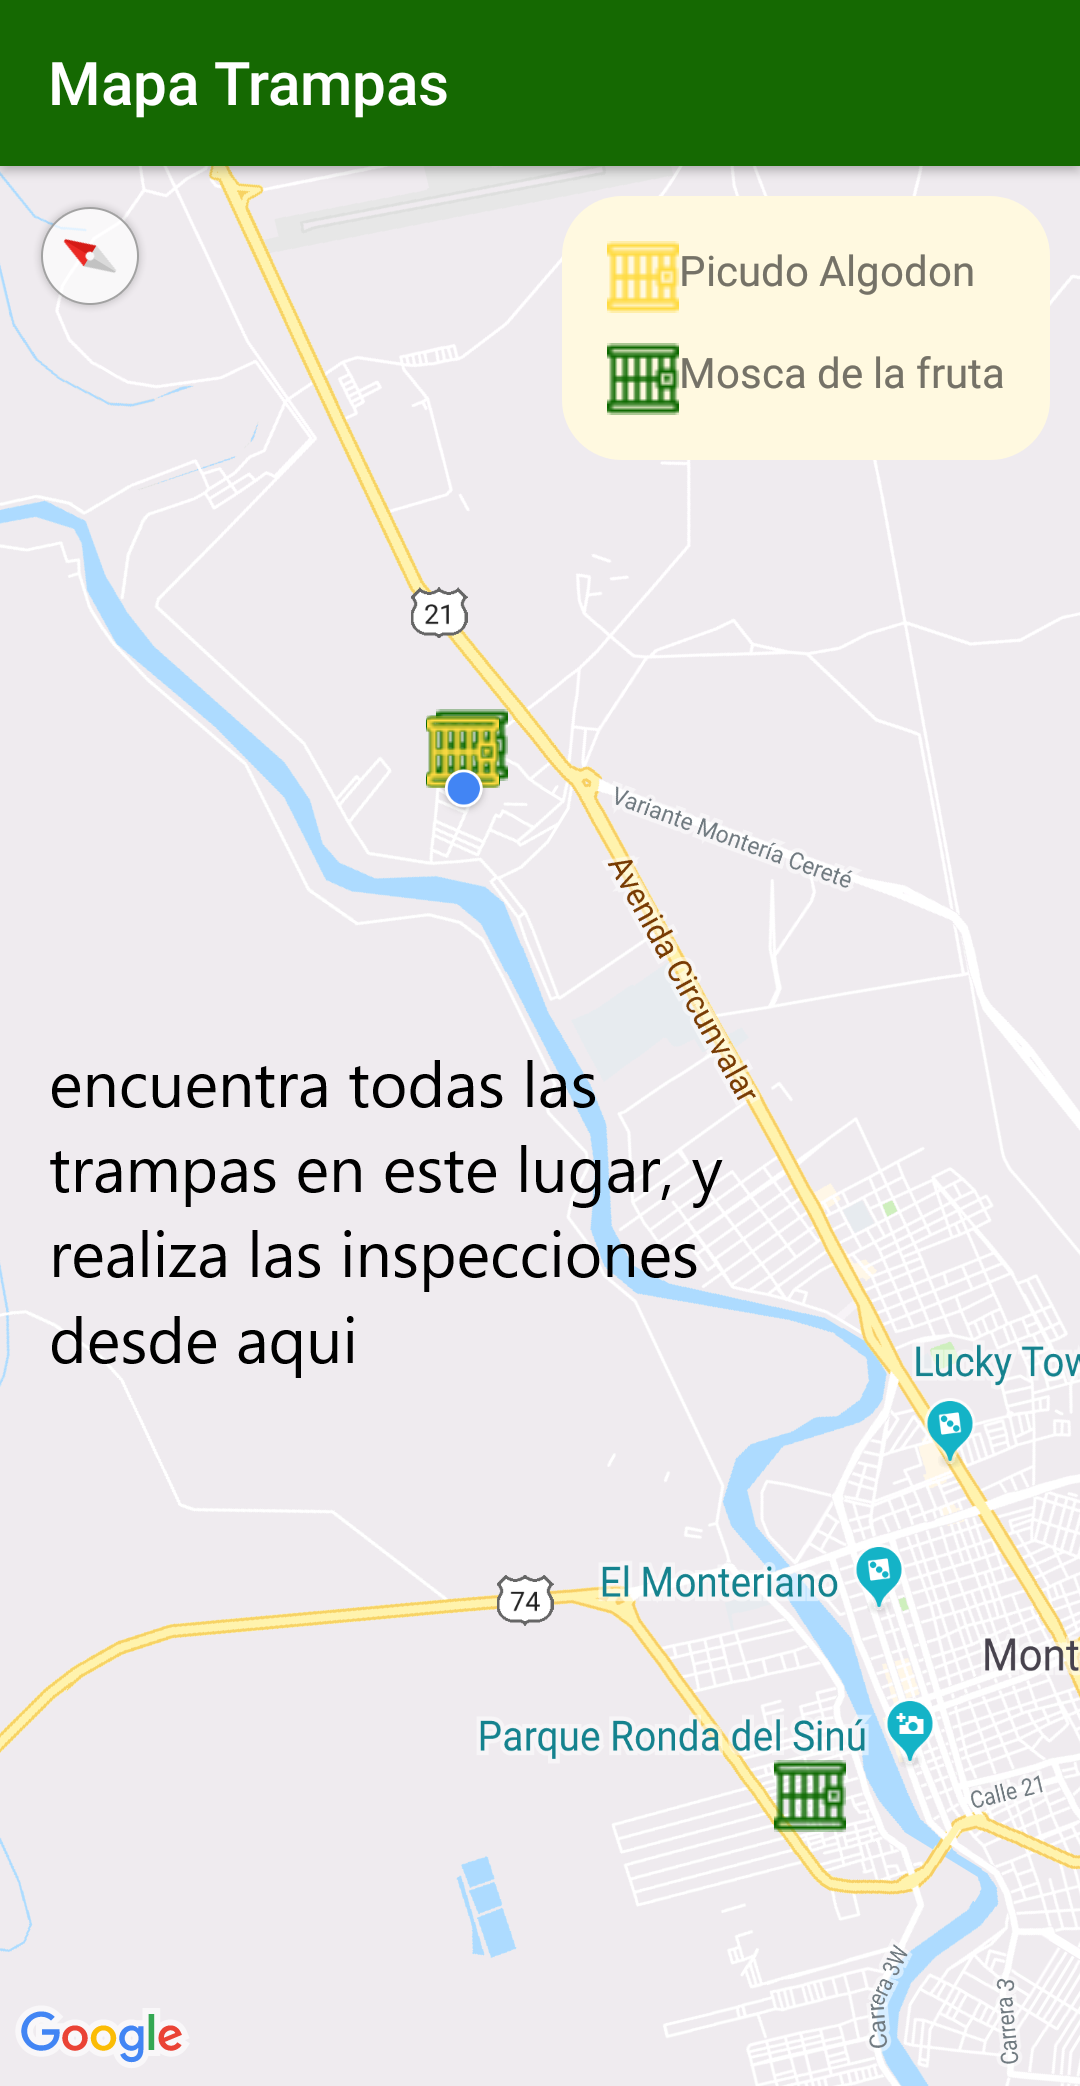 Mapa Trampas
Picudo Algodon
Mosca de la fruta
21
Variante Montería Cereté
Avenida Circunvalar
encuentra todas las
trampas en este lugar, y
realiza las inspecciones
desde aqui
Lucky Tow
El Monteriano
74
Mont
Parque Ronda del Sinú
Calle 21
Carrera 3W
Carrera 3
Google